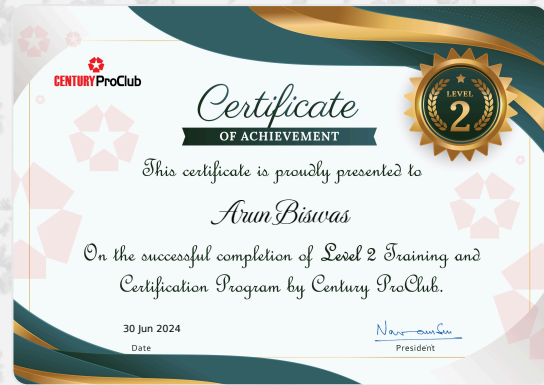 CENTURY ProClub
Certificate
OF ACHIEVEMENT
LEVEL
2
This certificate is proudly presented to
Arun Biswas
On the successful completion of Level 2 Training and
Certification Program by Century ProClub.
30 Jun 2024
Date
President